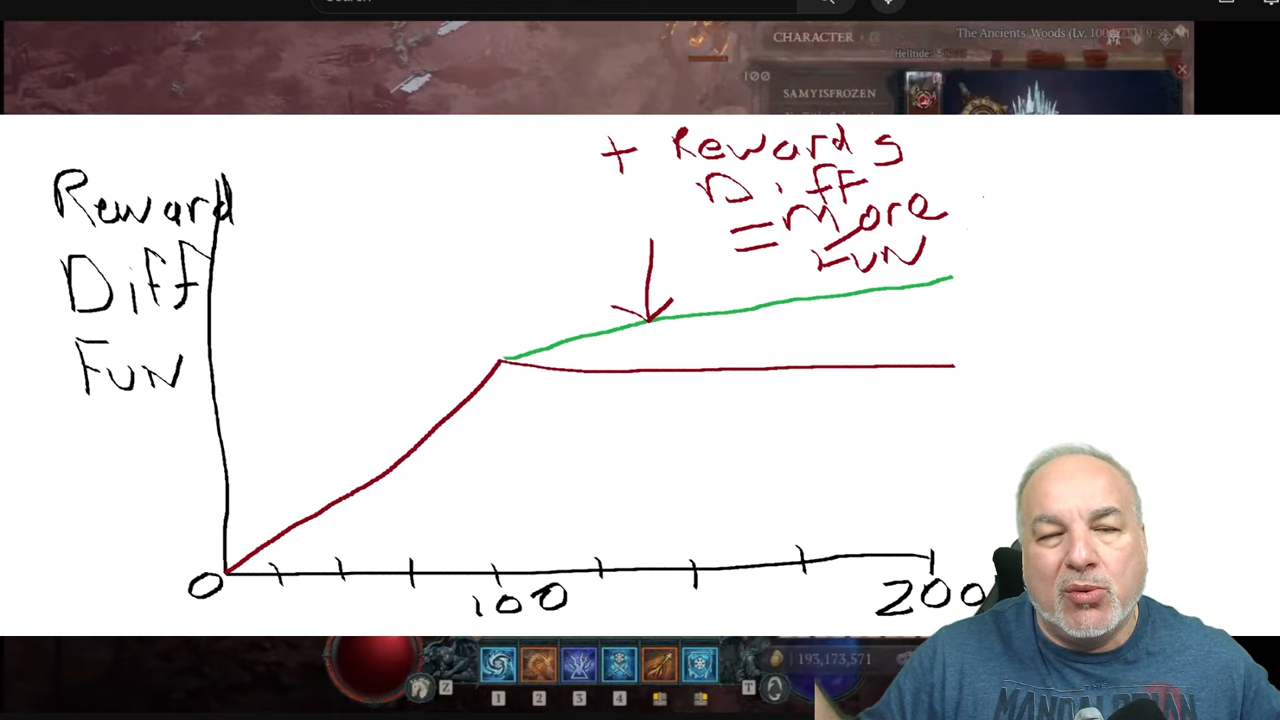 Search
CHARACTER
The Ancients' Woods (Lv. 100)
Helltide:
100
SAMYISFROZEN
+ Rewards
Diff
= more
Fun
Reward
Diff
Fun
0
100
200
Z
1
2
3
4
T
193,173,571
MANDALORIAN